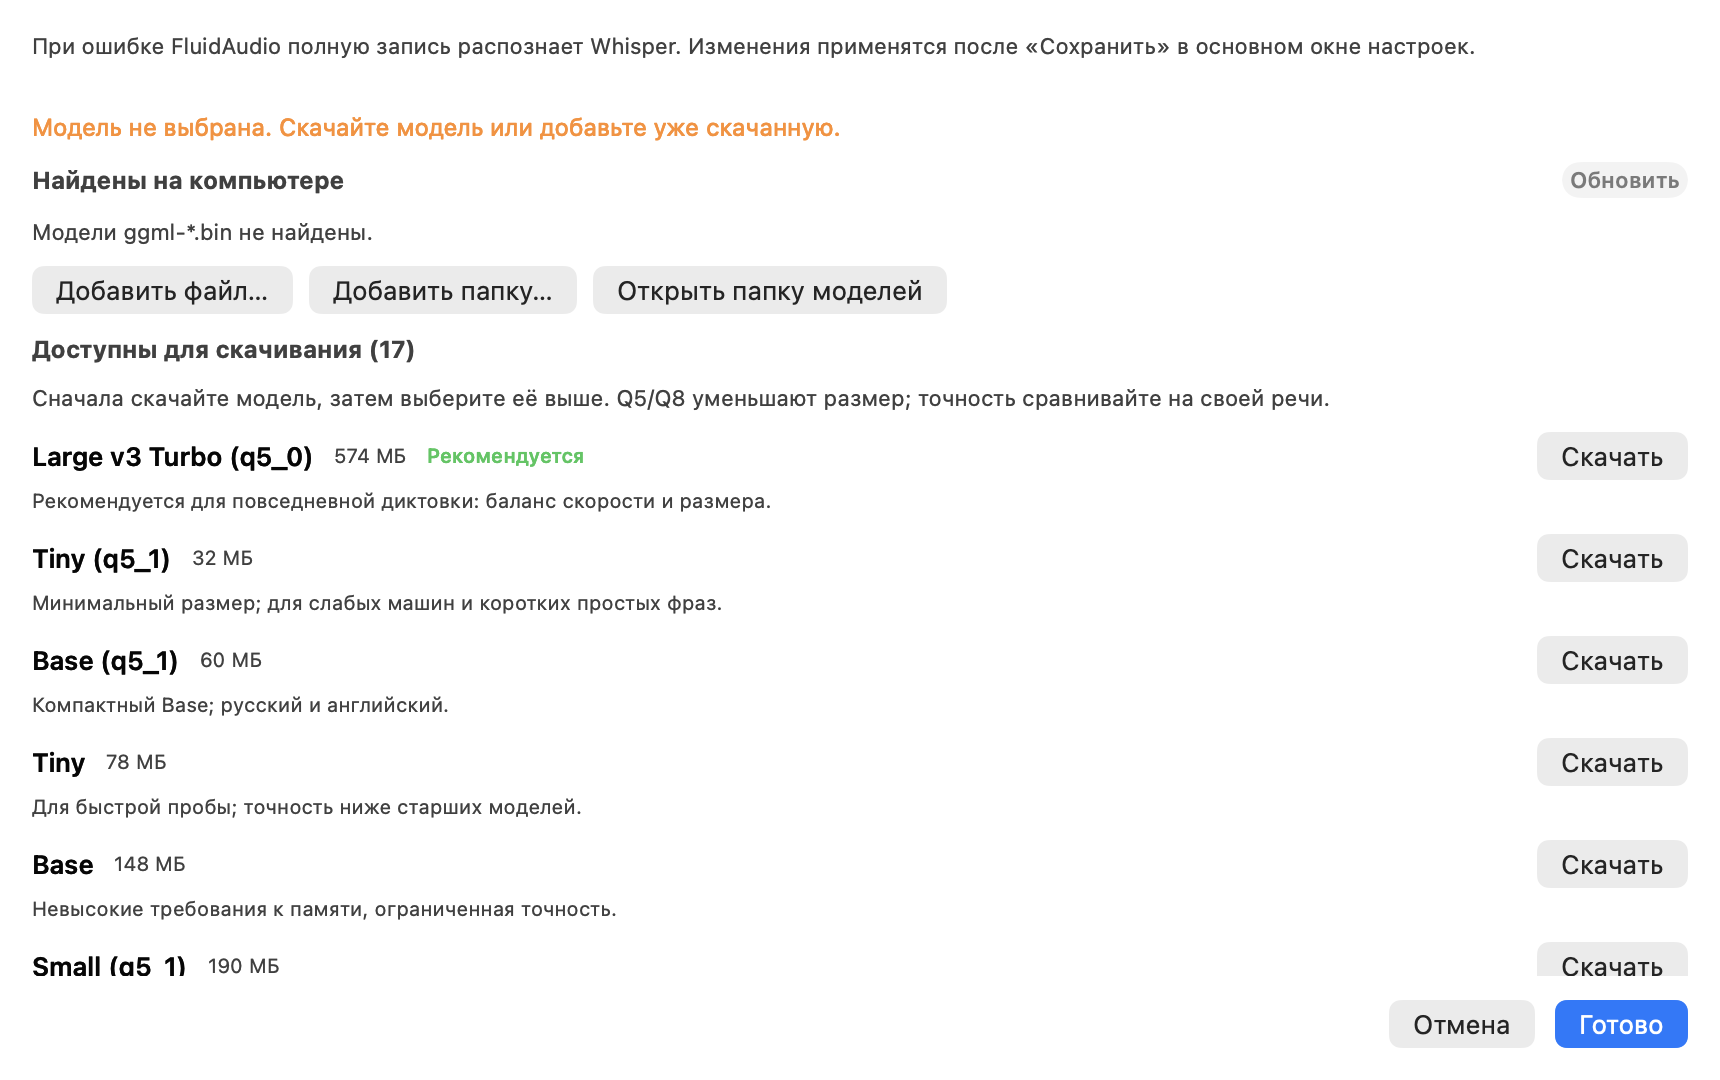 При ошибке FluidAudio полную запись распознает Whisper. Изменения применятся после «Сохранить» в основном окне настроек.
Модель не выбрана. Скачайте модель или добавьте уже скачанную.
Найдены на компьютере
Обновить
Модели ggml-*.bin не найдены.
Добавить файл...
Добавить папку...
Открыть папку моделей
Доступны для скачивания (17)
Сначала скачайте модель, затем выберите её выше. Q5/Q8 уменьшают размер; точность сравнивайте на своей речи.
Large v3 Turbo (q5_0) 574 МБ Рекомендуется
Скачать
Рекомендуется для повседневной диктовки: баланс скорости и размера.
Tiny (q5_1) 32 МБ
Скачать
Минимальный размер; для слабых машин и коротких простых фраз.
Base (q5_1) 60 МБ
Скачать
Компактный Base; русский и английский.
Tiny 78 МБ
Скачать
Для быстрой пробы; точность ниже старших моделей.
Base 148 МБ
Скачать
Невысокие требования к памяти, ограниченная точность.
Small (q5_1) 190 МБ
Скачать
Отмена
Готово